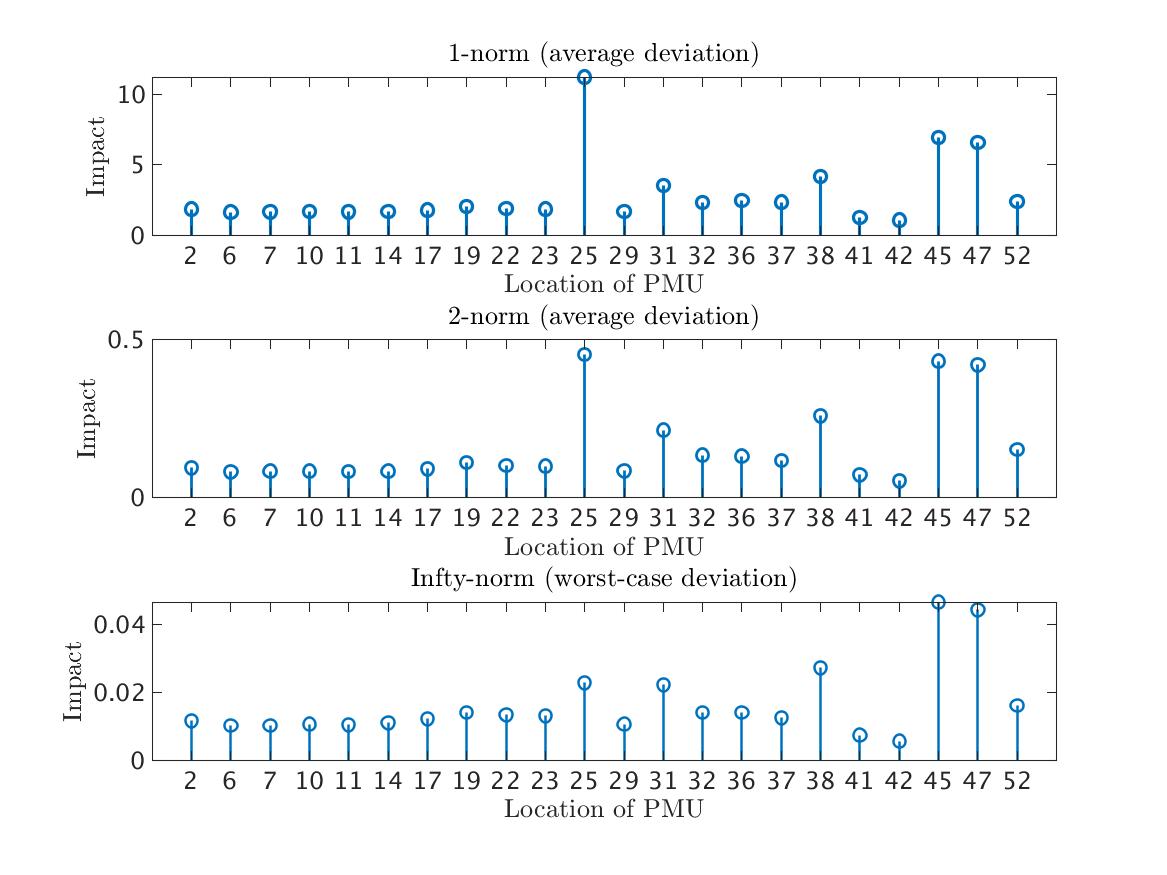 1-norm (average deviation)
Impact
10
5
0
2 6 7 10 11 14 17 19 22 23 25 29 31 32 36 37 38 41 42 45 47 52
Location of PMU
2-norm (average deviation)
Impact
0.5
0
2 6 7 10 11 14 17 19 22 23 25 29 31 32 36 37 38 41 42 45 47 52
Location of PMU
Infty-norm (worst-case deviation)
Impact
0.04
0.02
0
2 6 7 10 11 14 17 19 22 23 25 29 31 32 36 37 38 41 42 45 47 52
Location of PMU